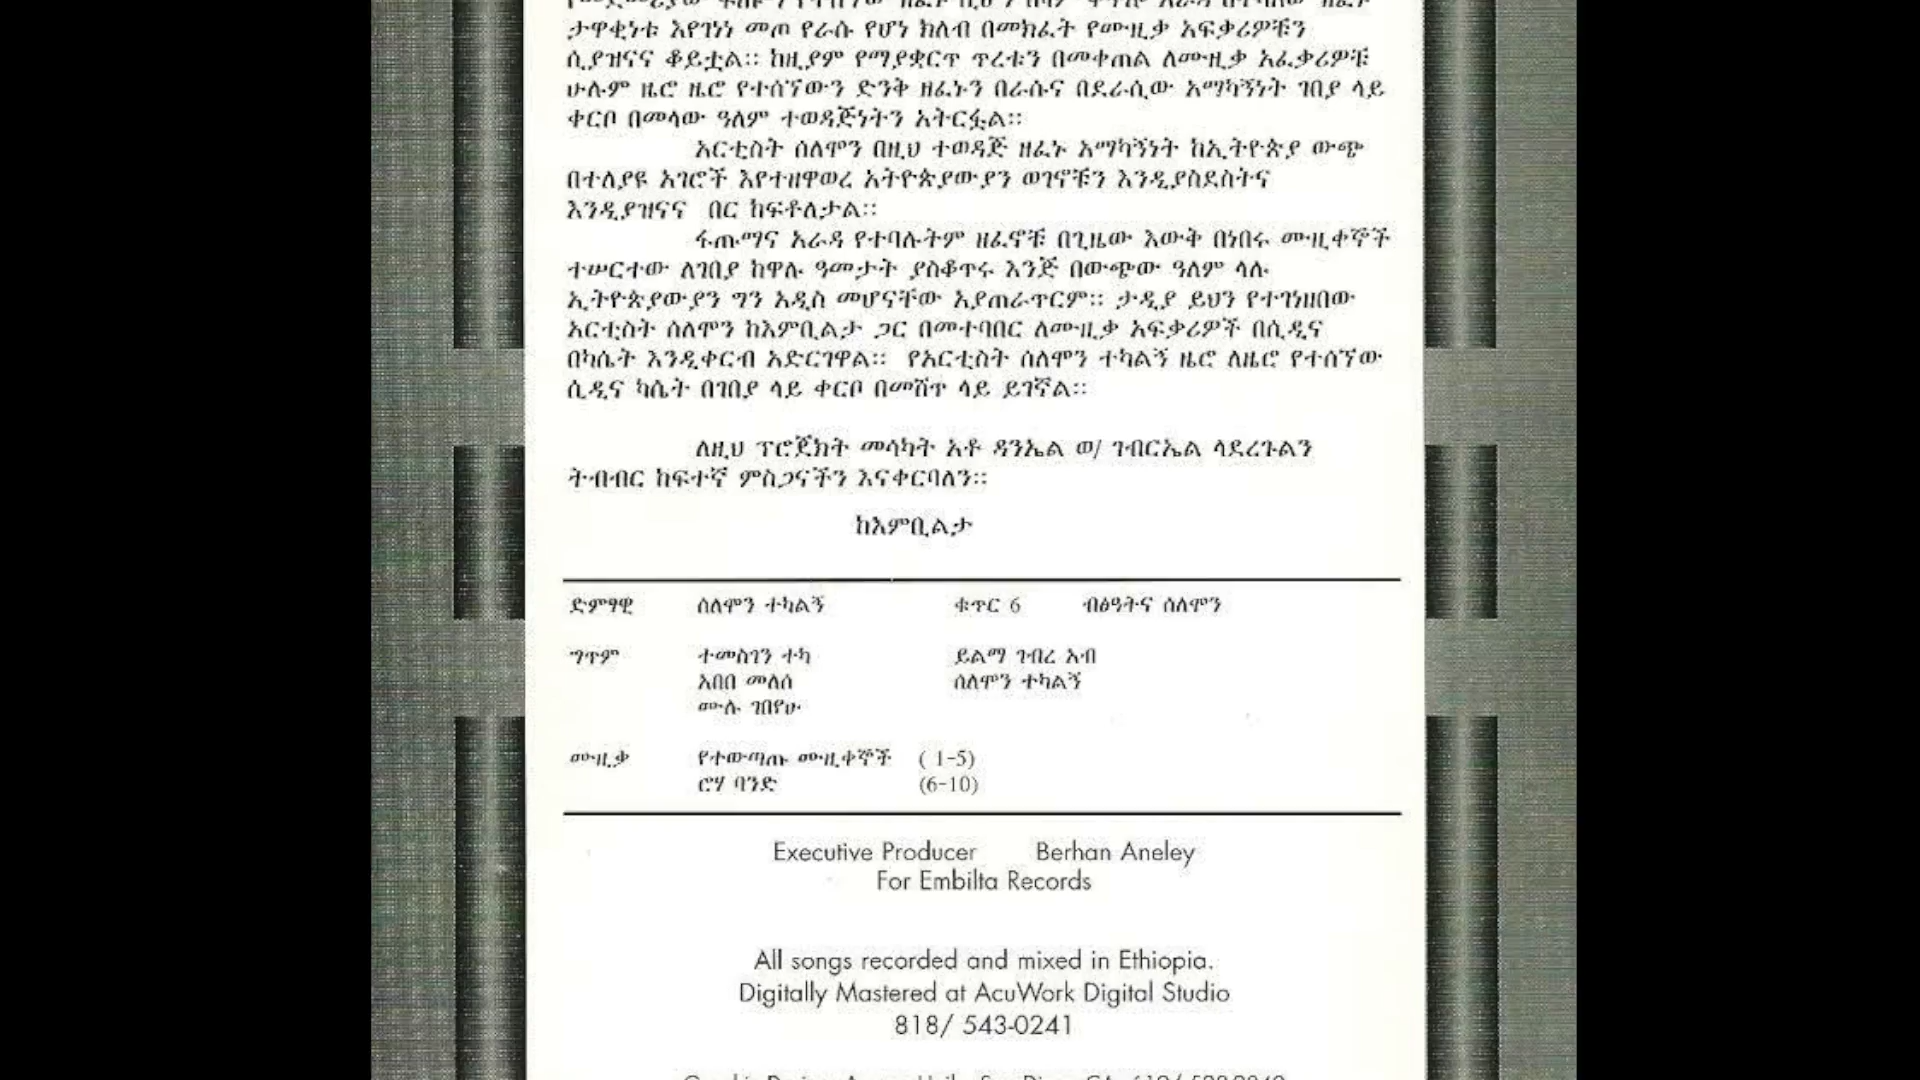 ታዋቂነቱ እየገነነ መጦ የራሱ የሆነ ክለብ በመክፈት የሙዚቃ አፍቃሪዎቹን
ሲያዝናና ቆይቷል። ከዚያም የማያቋርጥ ጥረቱን በመቀጠል ለሙዚቃ አፈቃሪዎቹ
ሁሉም ዜሮ ዜሮ የተሰኘውን ድንቅ ዘፈኑን በራሱና በደራሲው አማካኝነት ገበያ ላይ
ቀርቦ በመላው ዓለም ተወዳጅነትን አትርፏል።
አርቲስት ሰለሞን በዚህ ተወዳጅ ዘፈኑ አማካኝነት ከኢትዮጵያ ውጭ
በተለያዩ አገሮች እየተዘዋወረ አትዮጵያውያን ወገኖቹን እንዲያስደስትና
እንዲያዝናና በር ከፍቶለታል።
ፋጡማና አራዳ የተባሉትም ዘፈኖቹ በጊዜው እውቅ በነበሩ ሙዚቀኞች
ተሠርተው ለገበያ ከዋሉ ዓመታት ያስቆጥሩ እንጅ በውጭው ዓለም ላሉ
ኢትዮጵያውያን ግን አዲስ መሆናቸው አያጠራጥርም። ታዲያ ይህን የተገነዘበው
አርቲስት ሰለሞን ከእምቢልታ ጋር በመተባበር ለሙዚቃ አፍቃሪዎች በሲዲና
በካሴት እንዲቀርብ አድርገዋል። የአርቲስት ሰለሞን ተካልኝ ዜሮ ለዜሮ የተሰኘው
ሲዲና ካሴት በገበያ ላይ ቀርቦ በመሸጥ ላይ ይገኛል።
ለዚህ ፕሮጀክት መሳካት አቶ ዳንኤል ወ/ ገብርኤል ላደረጉልን
ትብብር ከፍተኛ ምስጋናችን እናቀርባለን።
ከእምቢልታ
ድምፃዊ ሰለሞን ተካልኝ ቁጥር 6 ብፅዓትና ሰለሞን
ግጥም ተመስገን ተካ ይልማ ገብረ አብ
አበበ መለሰ ሰለሞን ተካልኝ
ሙሉ ገበየሁ
ሙዚቃ የተውጣጡ ሙዚቀኞች ( 1-5)
ሮሃ ባንድ (6-10)
Executive Producer Berhan Aneley
For Embilta Records
All songs recorded and mixed in Ethiopia.
Digitally Mastered at AcuWork Digital Studio
818/ 543-0241